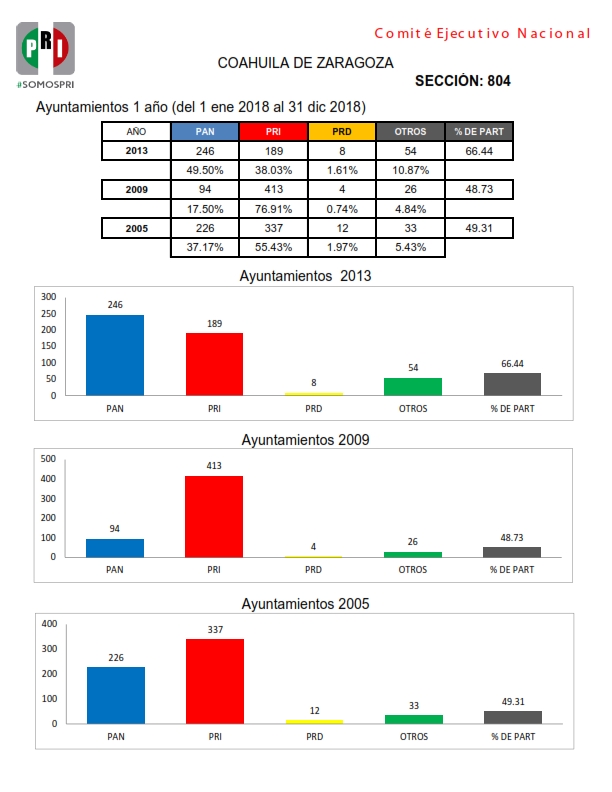 Comité Ejecutivo Nacional
PRI
#SOMOSPRI
COAHUILA DE ZARAGOZA
SECCIÓN: 804
Ayuntamientos 1 año (del 1 ene 2018 al 31 dic 2018)
AÑO PAN PRI PRD OTROS % DE PART
2013 246 189 8 54 66.44
49.50% 38.03% 1.61% 10.87%
2009 94 413 4 26 48.73
17.50% 76.91% 0.74% 4.84%
2005 226 337 12 33 49.31
37.17% 55.43% 1.97% 5.43%
Ayuntamientos 2013
300
250
200
150
100
50
0
246
189
8
54
66.44
PAN PRI PRD OTROS % DE PART
Ayuntamientos 2009
500
400
300
200
100
0
94
413
4
26
48.73
PAN PRI PRD OTROS % DE PART
Ayuntamientos 2005
400
300
200
100
0
226
337
12
33
49.31
PAN PRI PRD OTROS % DE PART